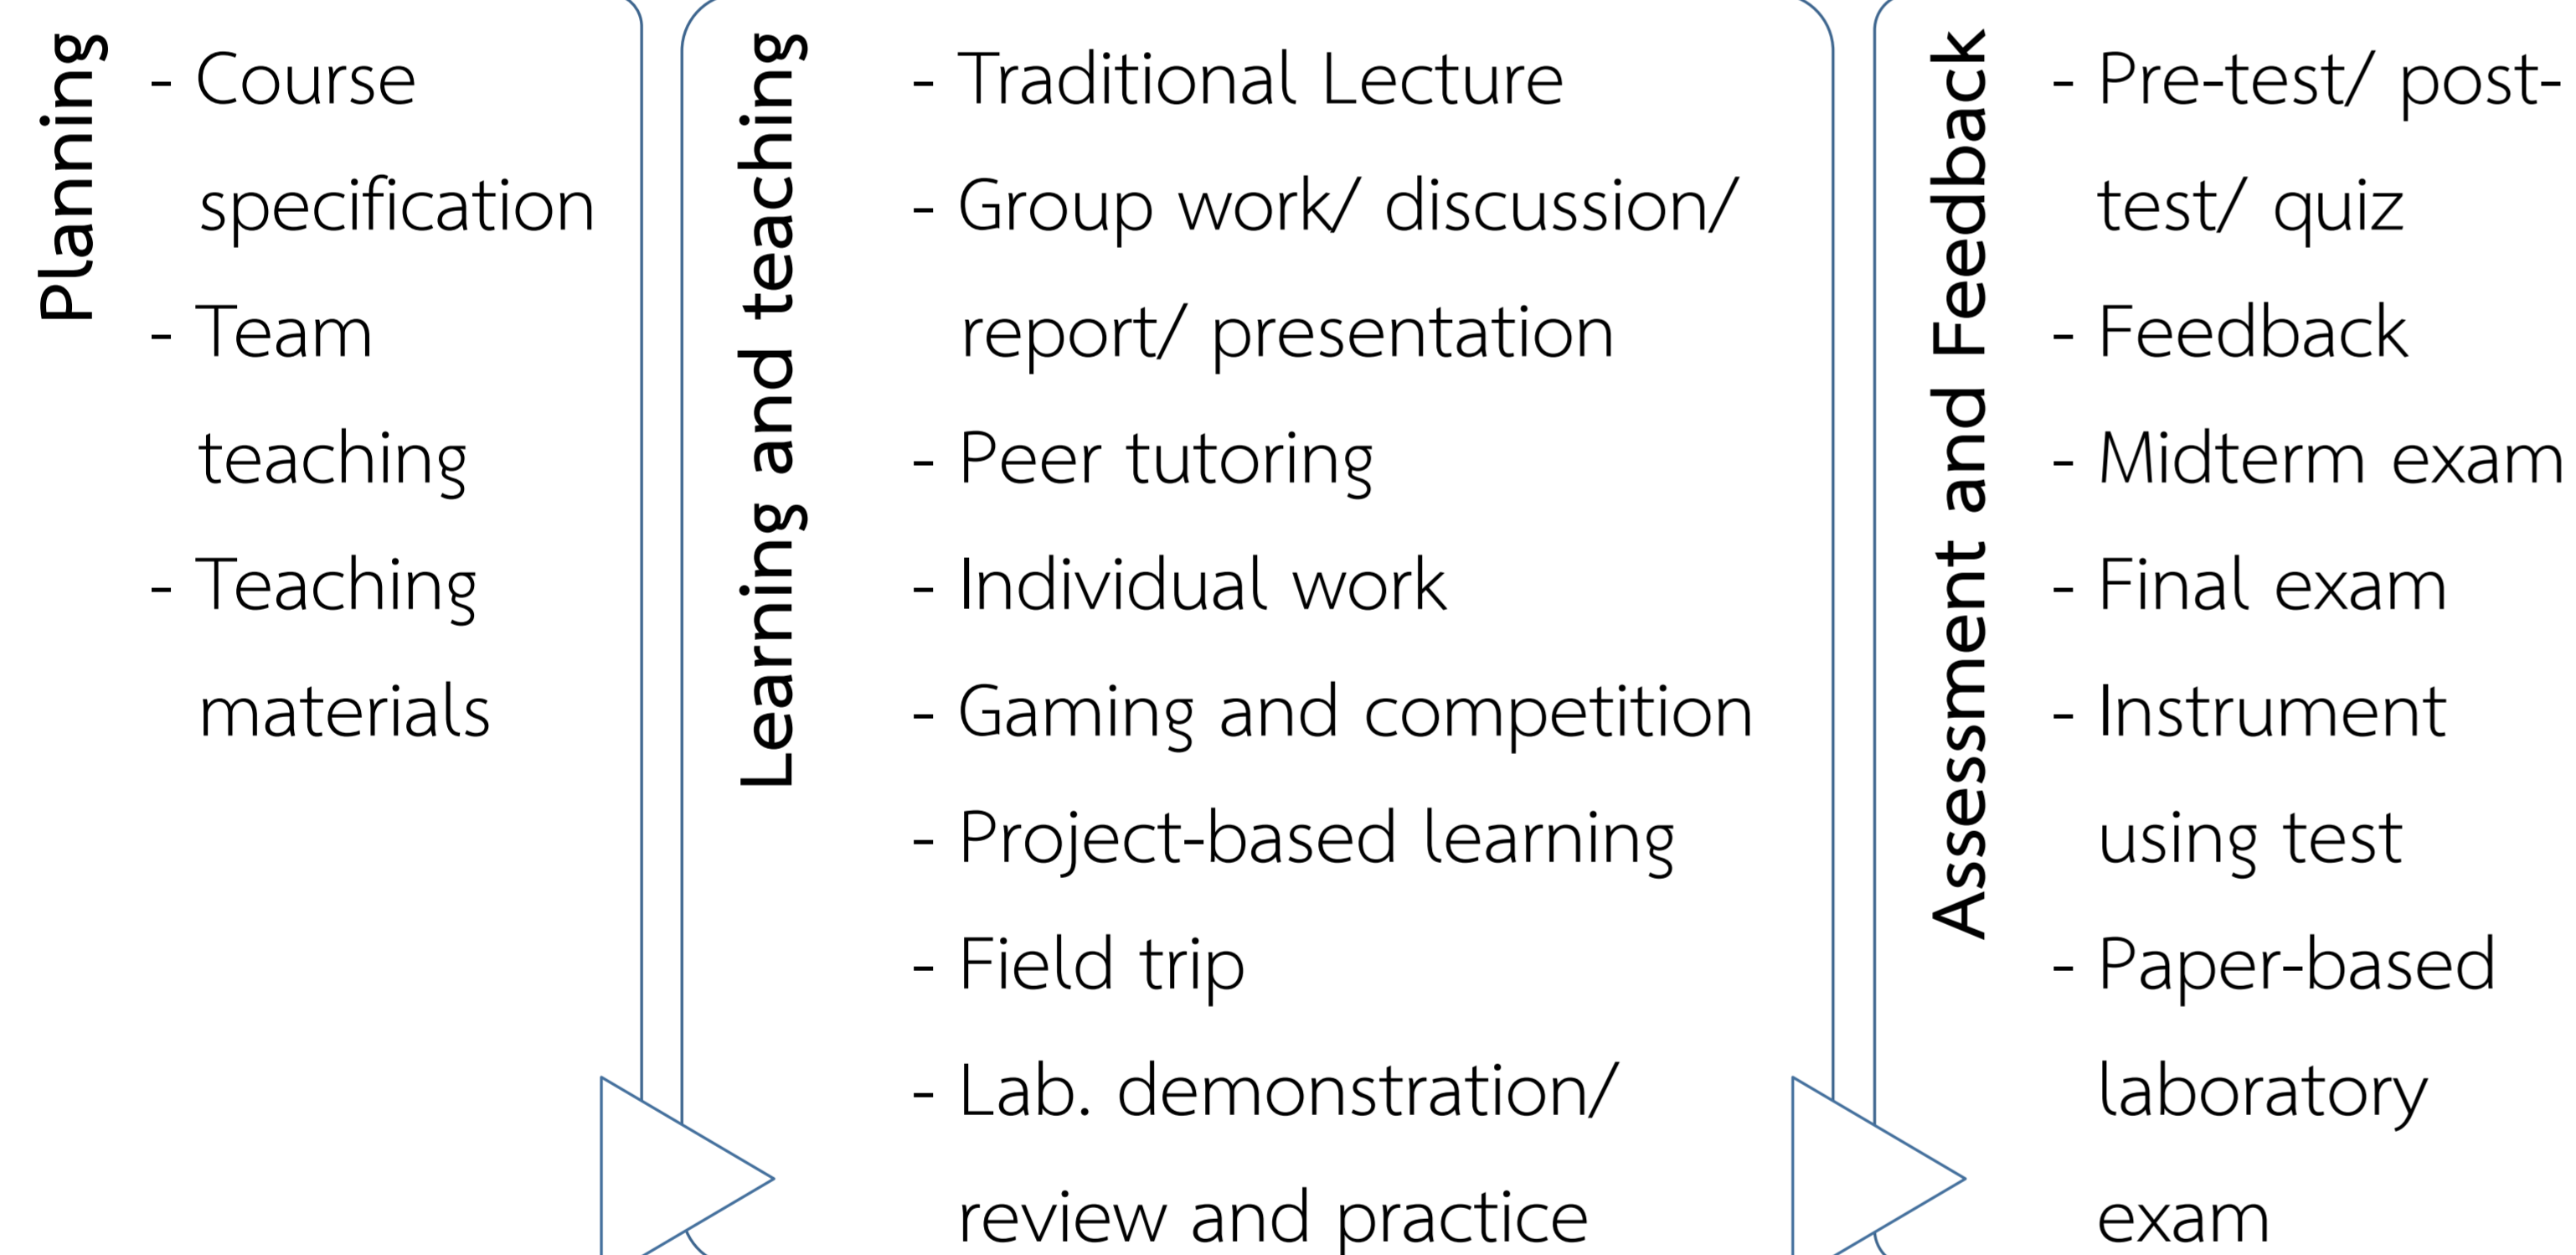 Planning
- Course
specification
- Team
teaching
- Teaching
materials
Learning and teaching
- Traditional Lecture
- Group work/ discussion/
report/ presentation
- Peer tutoring
- Individual work
- Gaming and competition
- Project-based learning
- Field trip
- Lab. demonstration/
review and practice
Assessment and Feedback
- Pre-test/ post-
test/ quiz
- Feedback
- Midterm exam
- Final exam
- Instrument
using test
- Paper-based
laboratory
exam